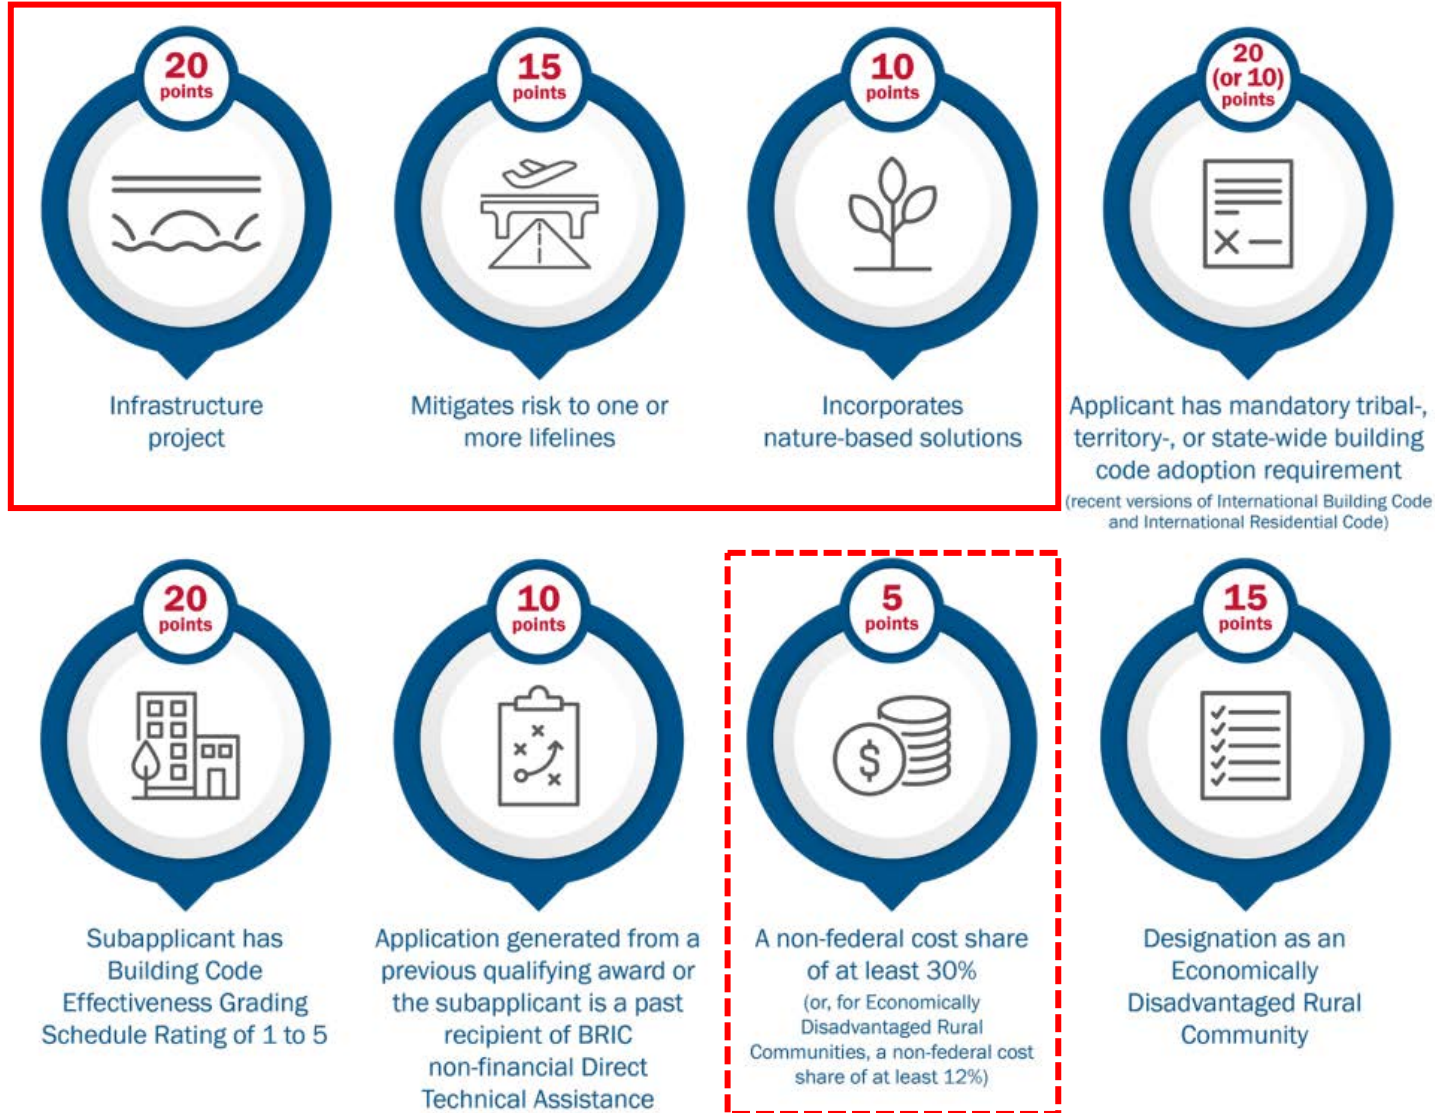 20
points
Infrastructure
project
15
points
Mitigates risk to one or
more lifelines
10
points
Incorporates
nature-based solutions
20
(or 10)
points
Applicant has mandatory tribal-,
territory-, or state-wide building
code adoption requirement
(recent versions of International Building Code
and International Residential Code)
20
points
Subapplicant has
Building Code
Effectiveness Grading
Schedule Rating of 1 to 5
10
points
Application generated from a
previous qualifying award or
the subapplicant is a past
recipient of BRIC
non-financial Direct
Technical Assistance
5
points
$
A non-federal cost share
of at least 30%
(or, for Economically
Disadvantaged Rural
Communities, a non-federal cost
share of at least 12%)
15
points
Designation as an
Economically
Disadvantaged Rural
Community